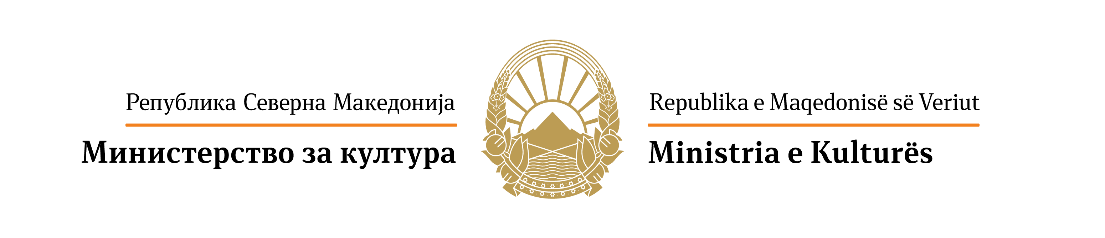 Република Северна Македонија
Министерство за култура
Republika e Maqedonisë së Veriut
Ministria e Kulturës